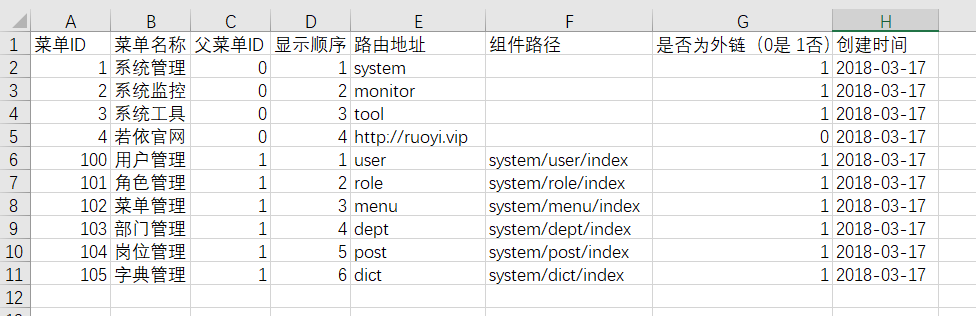 A B C D E F G H
1 菜单ID 菜单名称 父菜单ID 显示顺序 路由地址 组件路径 是否为外链（0是 1否） 创建时间
2 1 系统管理 0 1 system 1 2018-03-17
3 2 系统监控 0 2 monitor 1 2018-03-17
4 3 系统工具 0 3 tool 1 2018-03-17
5 4 若依官网 0 4 http://ruoyi.vip 0 2018-03-17
6 100 用户管理 1 1 user system/user/index 1 2018-03-17
7 101 角色管理 1 2 role system/role/index 1 2018-03-17
8 102 菜单管理 1 3 menu system/menu/index 1 2018-03-17
9 103 部门管理 1 4 dept system/dept/index 1 2018-03-17
10 104 岗位管理 1 5 post system/post/index 1 2018-03-17
11 105 字典管理 1 6 dict system/dict/index 1 2018-03-17
12